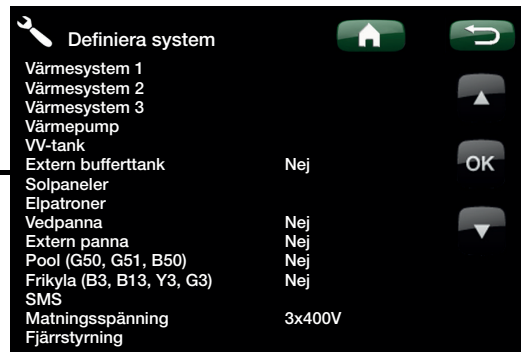 Definiera system
Värmesystem 1
Värmesystem 2
Värmesystem 3
Värmepump
VV-tank
Extern bufferttank Nej
Solpaneler
Elpatroner
Vedpanna Nej
Extern panna Nej
Pool (G50, G51, B50) Nej
Frikyla (B3, B13, Y3, G3) Nej
SMS
Matningsspänning 3x400V
Fjärrstyrning
OK